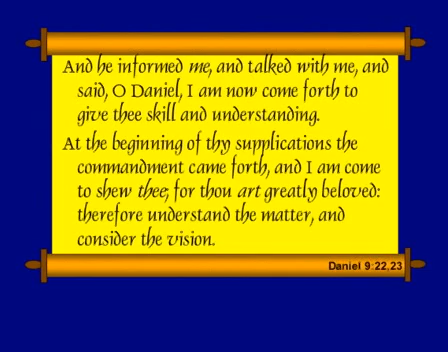 And he informed me, and talked with me, and
said, O Daniel, I am now come forth to
give thee skill and understanding.
At the beginning of thy supplications the
commandment came forth, and I am come
to shew thee; for thou art greatly beloved:
therefore understand the matter, and
consider the vision.
Daniel 9:22,23